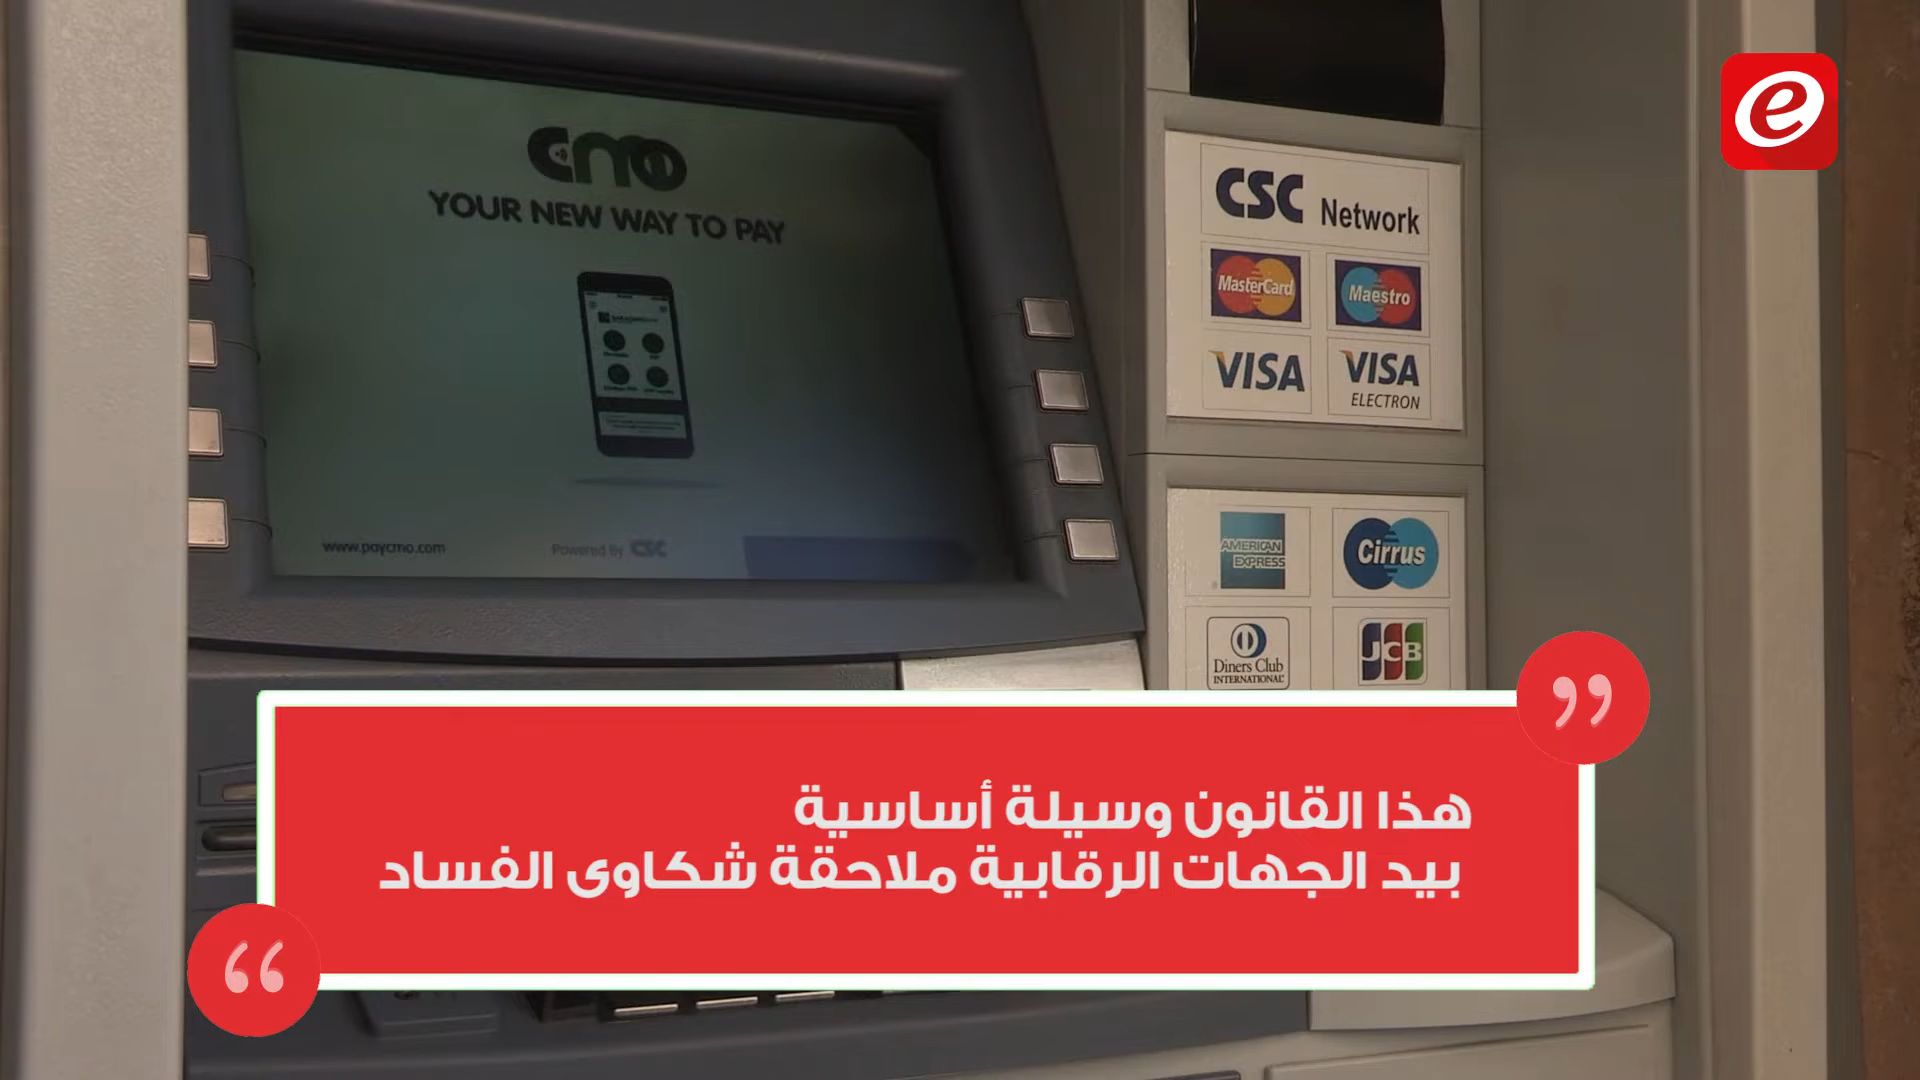 e
cmo
YOUR NEW WAY TO PAY
www.paycmo.com
Powered By CSC
CSC Network
MasterCard
Maestro
VISA
VISA
ELECTRON
AMERICAN
EXPRESS
Cirrus
Diners Club
INTERNATIONAL
JCB
هذا القانون وسيلة أساسية
بيد الجهات الرقابية ملاحقة شكاوى الفساد